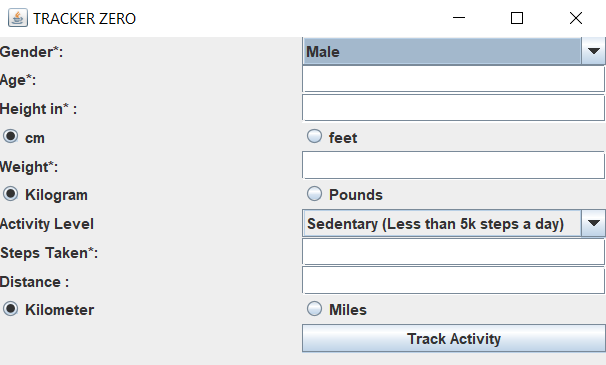 TRACKER ZERO
Gender*: Male
Age*:
Height in* :
cm feet
Weight*:
Kilogram Pounds
Activity Level Sedentary (Less than 5k steps a day)
Steps Taken*:
Distance :
Kilometer Miles
Track Activity